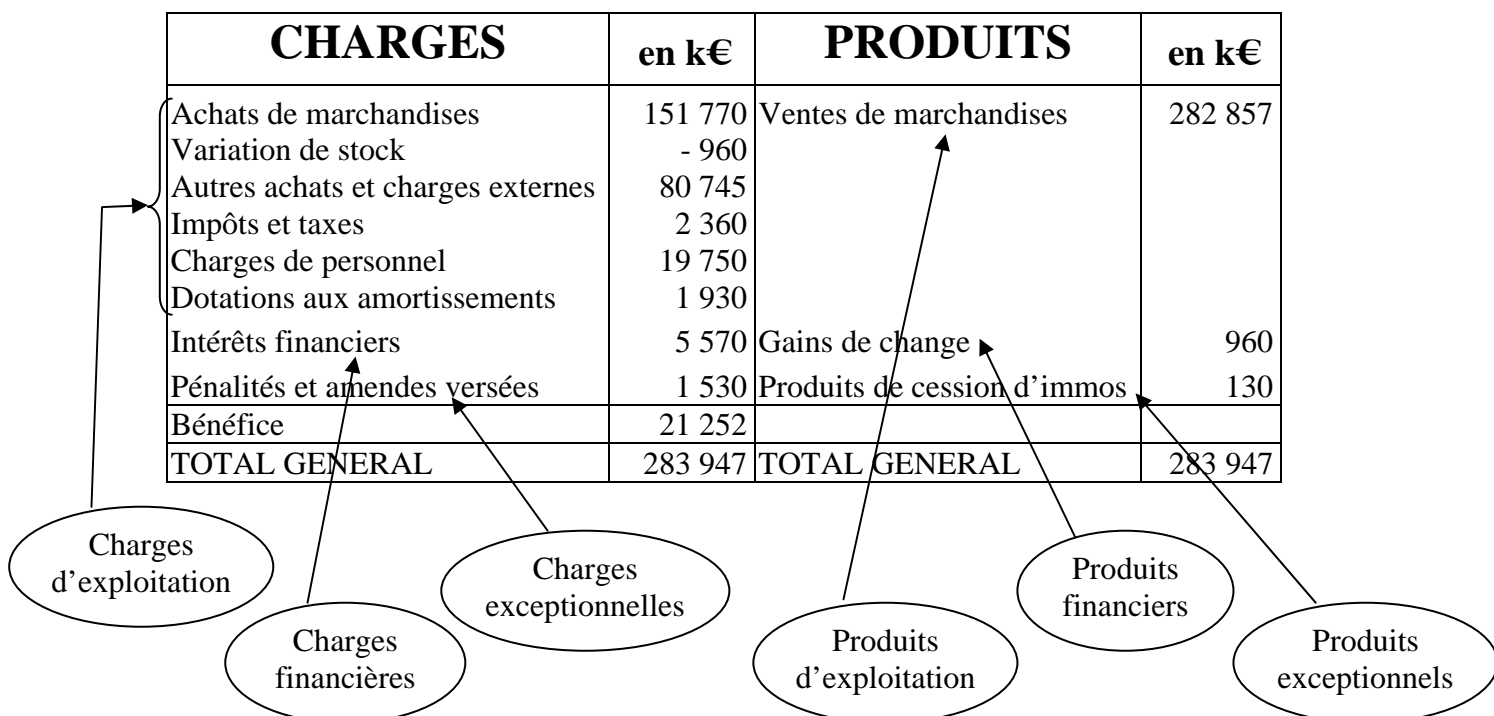 CHARGES en k€ PRODUITS en k€
Achats de marchandises 151 770 Ventes de marchandises 282 857
Variation de stock - 960
Autres achats et charges externes 80 745
Impôts et taxes 2 360
Charges de personnel 19 750
Dotations aux amortissements 1 930
Intérêts financiers 5 570 Gains de change 960
Pénalités et amendes versées 1 530 Produits de cession d’immos 130
Bénéfice 21 252
TOTAL GENERAL 283 947 TOTAL GENERAL 283 947
Charges
d’exploitation
Charges
exceptionnelles
Produits
financiers
Charges
financières
Produits
d’exploitation
Produits
exceptionnels